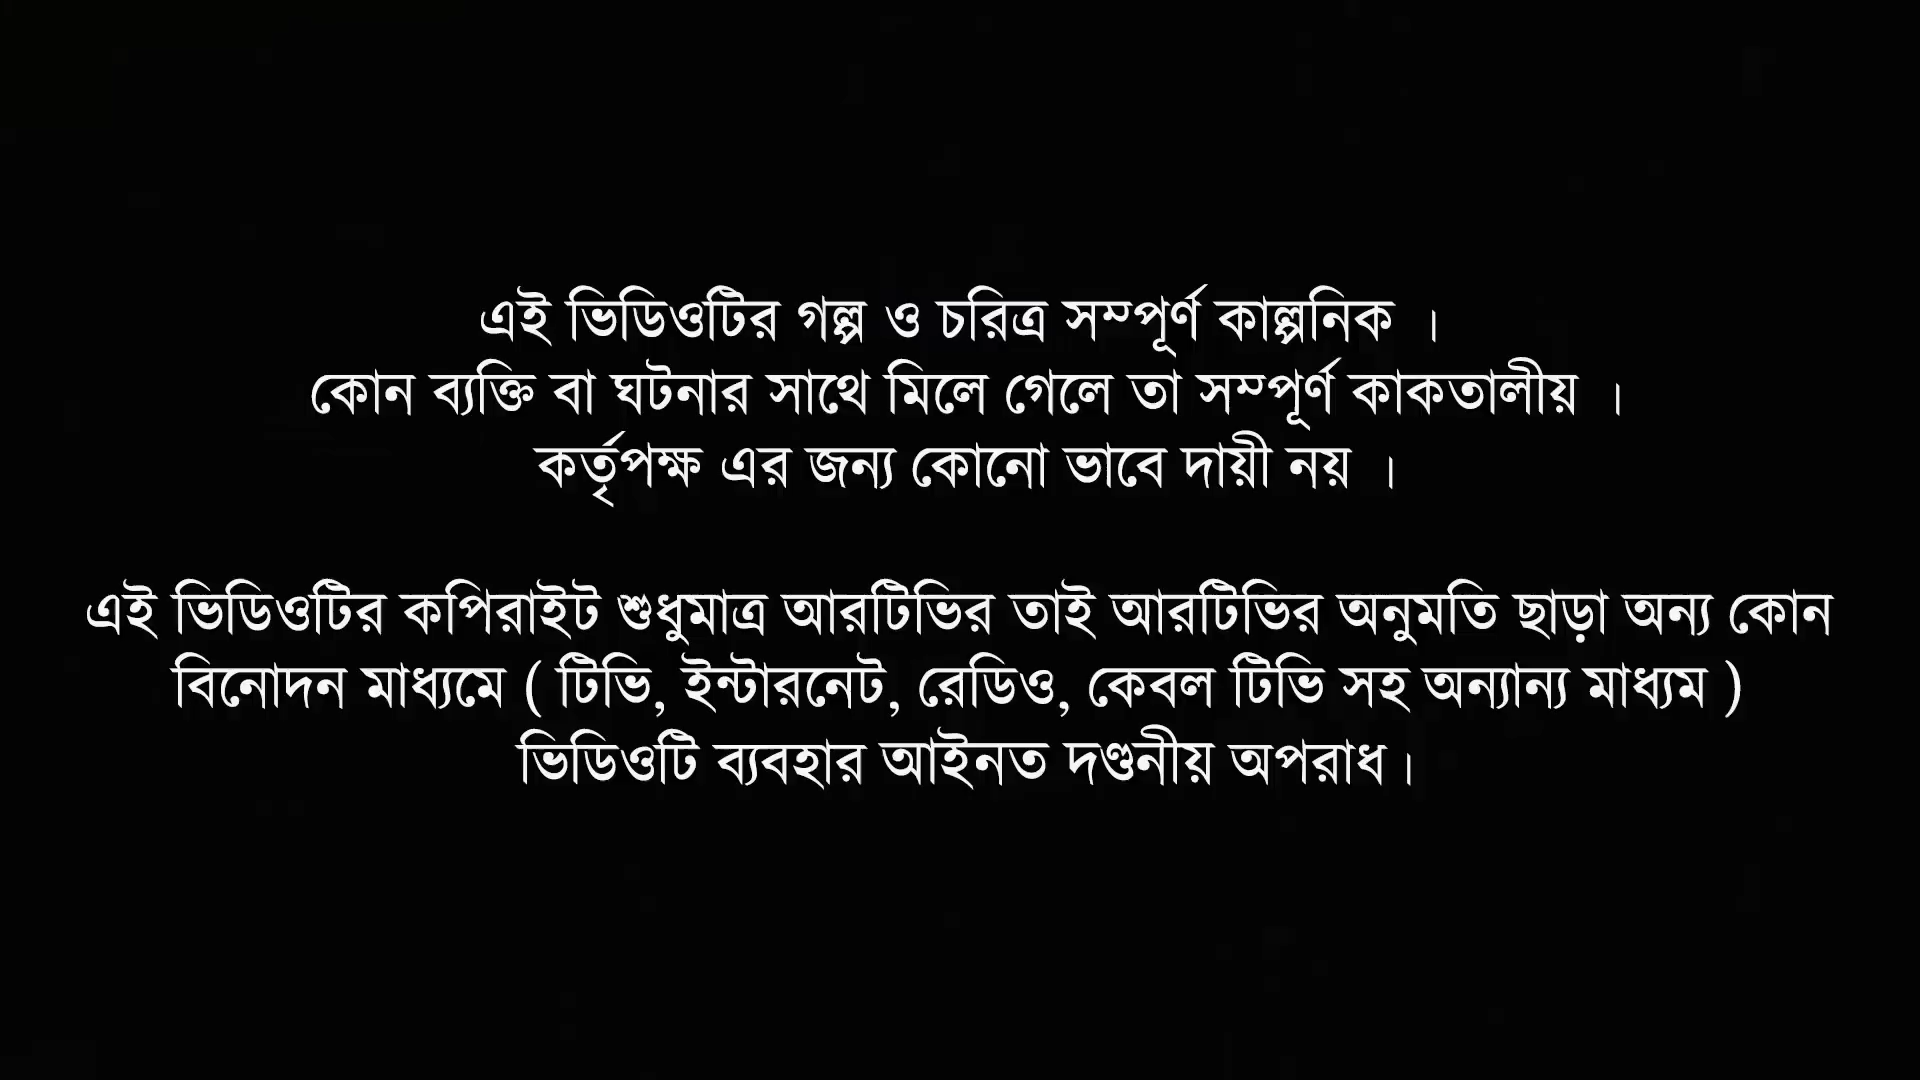 এই ভিডিওটির গল্প ও চরিত্র সম্পূর্ণ কাল্পনিক ।
কোন ব্যক্তি বা ঘটনার সাথে মিলে গেলে তা সম্পূর্ণ কাকতালীয় ।
কর্তৃপক্ষ এর জন্য কোনো ভাবে দায়ী নয় ।
এই ভিডিওটির কপিরাইট শুধুমাত্র আরটিভির তাই আরটিভির অনুমতি ছাড়া অন্য কোন
বিনোদন মাধ্যমে ( টিভি, ইন্টারনেট, রেডিও, কেবল টিভি সহ অন্যান্য মাধ্যম )
ভিডিওটি ব্যবহার আইনত দণ্ডনীয় অপরাধ।